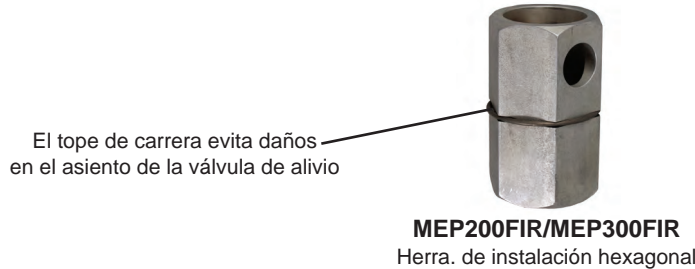 El tope de carrera evita daños
en el asiento de la válvula de alivio
MEP200FIR/MEP300FIR
Herra. de instalación hexagonal